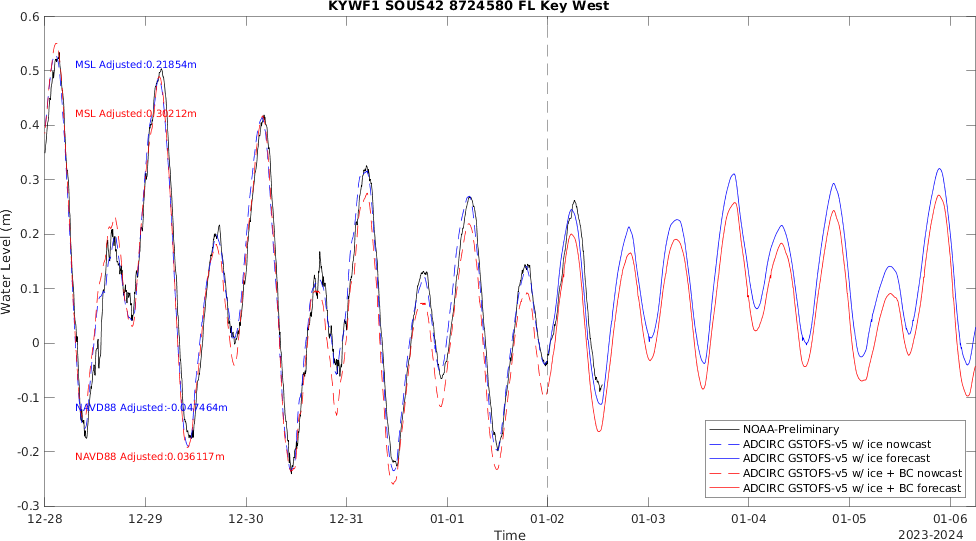 KYWF1 SOUS42 8724580 FL Key West
0.6
0.5
0.4
0.3
0.2
0.1
0
-0.1
-0.2
-0.3
Water Level (m)
MSL Adjusted:0.21854m
MSL Adjusted:0.30212m
NAVD88 Adjusted:-0.047464m
NAVD88 Adjusted:0.036117m
NOAA-Preliminary
ADCIRC GSTOFS-v5 w/ ice nowcast
ADCIRC GSTOFS-v5 w/ ice forecast
ADCIRC GSTOFS-v5 w/ ice + BC nowcast
ADCIRC GSTOFS-v5 w/ ice + BC forecast
12-28 12-29 12-30 12-31 01-01 01-02 01-03 01-04 01-05 01-06
Time
2023-2024